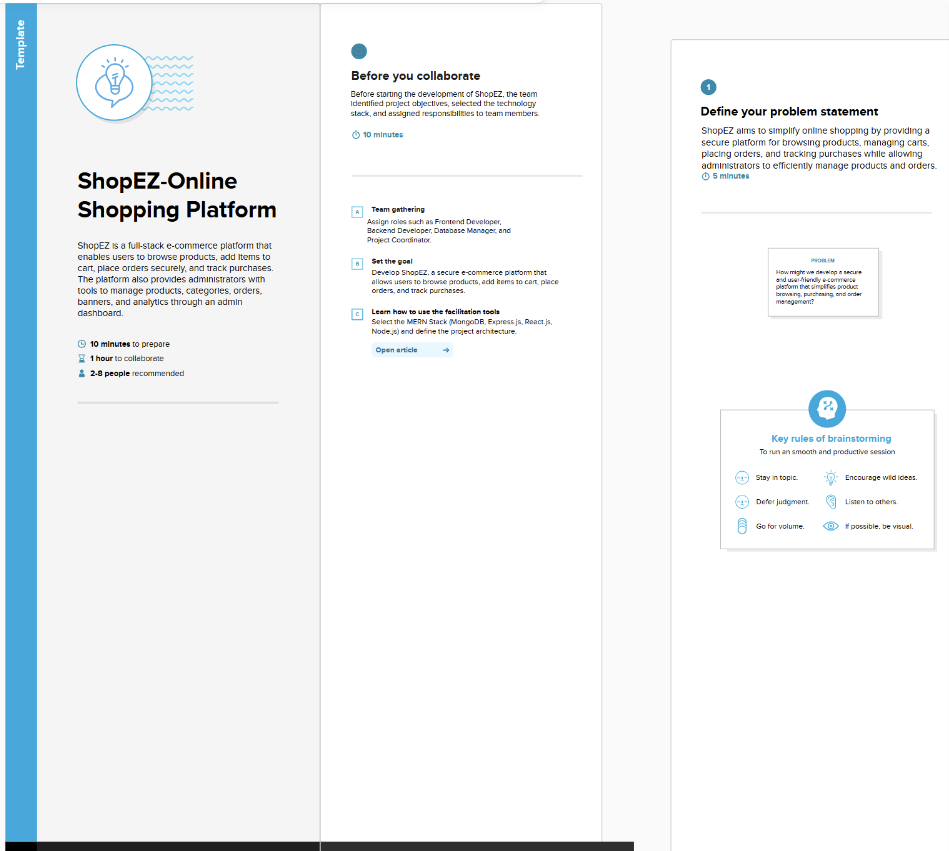 Template
ShopEZ-Online
Shopping Platform
ShopEZ is a full-stack e-commerce platform that
enables users to browse products, add items to
cart, place orders securely, and track purchases.
The platform also provides administrators with
tools to manage products, categories, orders,
banners, and analytics through an admin
dashboard.
10 minutes to prepare
1 hour to collaborate
2-8 people recommended
Before you collaborate
Before starting the development of ShopEZ, the team
identified project objectives, selected the technology
stack, and assigned responsibilities to team members.
10 minutes
A
Team gathering
Assign roles such as Frontend Developer,
Backend Developer, Database Manager, and
Project Coordinator.
B
Set the goal
Develop ShopEZ, a secure e-commerce platform that
allows users to browse products, add items to cart, place
orders, and track purchases.
C
Learn how to use the facilitation tools
Select the MERN Stack (MongoDB, Express.js, React.js,
Node.js) and define the project architecture.
Open article
1
Define your problem statement
ShopEZ aims to simplify online shopping by providing a
secure platform for browsing products, managing carts,
placing orders, and tracking purchases while allowing
administrators to efficiently manage products and orders.
5 minutes
PROBLEM
How might we develop a secure
and user-friendly e-commerce
platform that simplifies product
browsing, purchasing, and order
management?
Key rules of brainstorming
To run an smooth and productive session
Stay in topic.
Encourage wild ideas.
Defer judgment.
Listen to others.
Go for volume.
If possible, be visual.